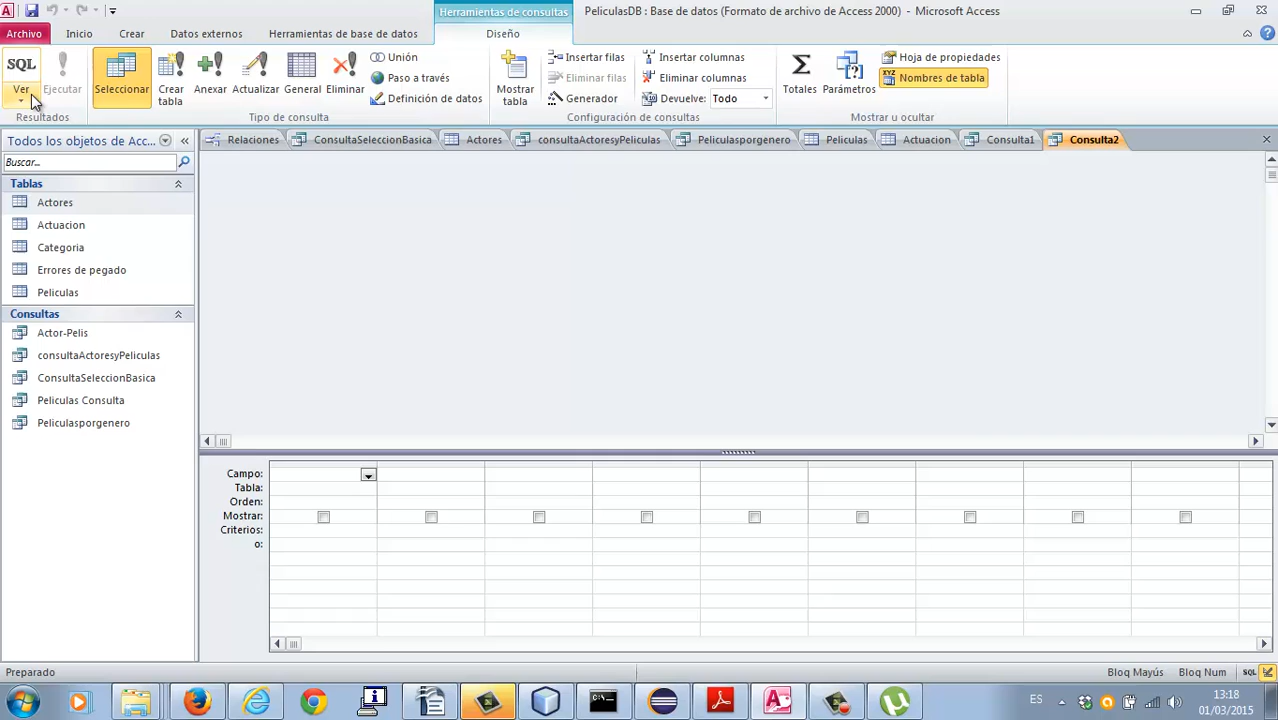 Herramientas de consultas
PeliculasDB : Base de datos (Formato de archivo de Access 2000) - Microsoft Access
Archivo Inicio Crear Datos externos Herramientas de base de datos Diseño
SQL
Ver
Ejecutar
Resultados
Seleccionar
Crear tabla
Anexar
Actualizar
General
Eliminar
Unión
Paso a través
Definición de datos
Tipo de consulta
Mostrar tabla
Insertar filas
Eliminar filas
Generador
Insertar columnas
Eliminar columnas
Devuelve: Todo
Configuración de consultas
Totales
Parámetros
Hoja de propiedades
XYZ Nombres de tabla
Mostrar u ocultar
Todos los objetos de Acc...
Buscar...
Tablas
Actores
Actuacion
Categoria
Errores de pegado
Peliculas
Consultas
Actor-Pelis
consultaActoresyPeliculas
ConsultaSeleccionBasica
Peliculas Consulta
Peliculasporgenero
Relaciones ConsultaSeleccionBasica Actores consultaActoresyPeliculas Peliculasporgenero Peliculas Actuacion Consulta1 Consulta2
Campo:
Tabla:
Orden:
Mostrar:
Criterios:
o:
Preparado
Bloq Mayús Bloq Num SQL
ES
13:18
01/03/2015